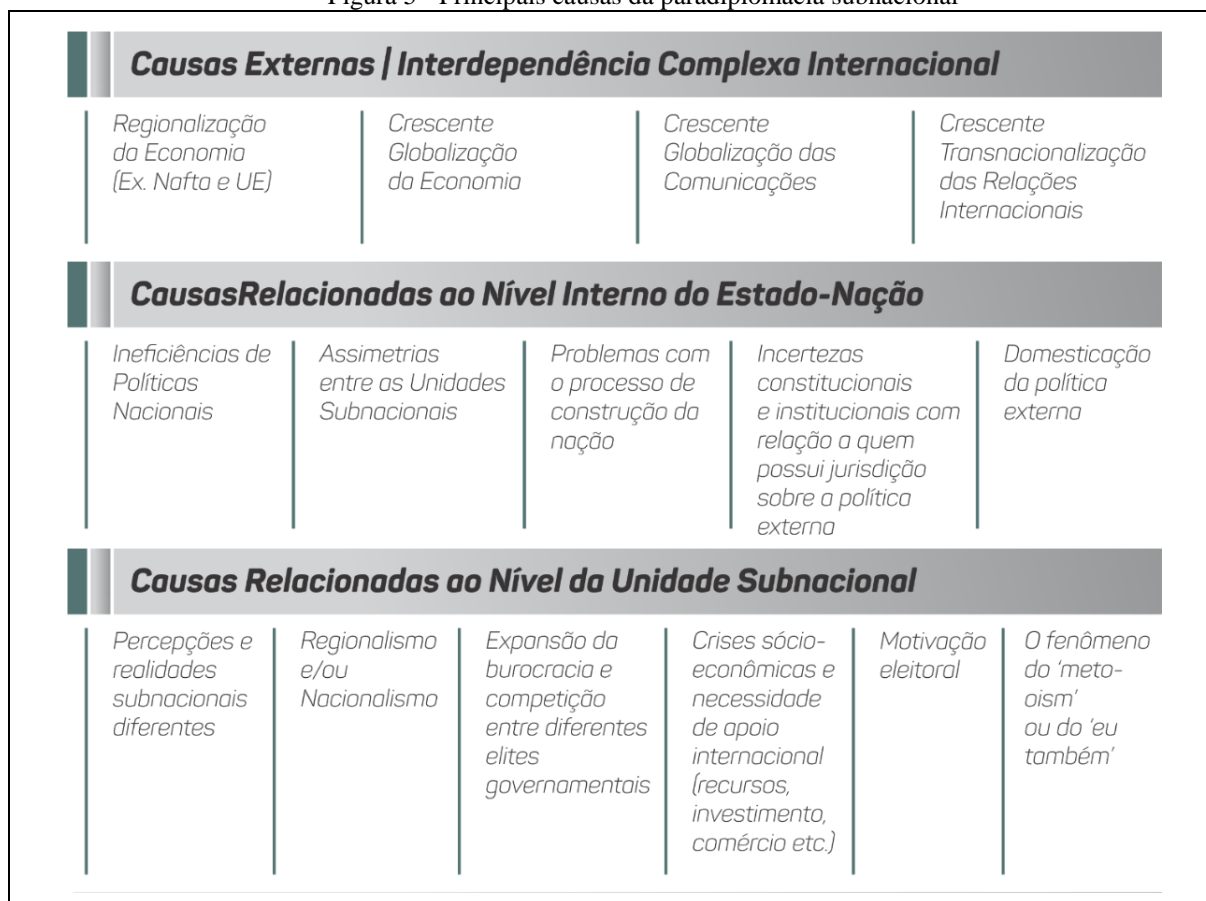 Figura 3 - Principais causas da paradiplomacia subnacional
Causas Externas | Interdependência Complexa Internacional
Regionalização
da Economia
(Ex. Nafta e UE)
Crescente
Globalização
da Economia
Crescente
Globalização das
Comunicações
Crescente
Transnacionalização
das Relações
Internacionais
CausasRelacionadas ao Nível Interno do Estado-Nação
Ineficiências de
Políticas
Nacionais
Assimetrias
entre as Unidades
Subnacionais
Problemas com
o processo de
construção da
nação
Incertezas
constitucionais
e institucionais com
relação a quem
possui jurisdição
sobre a política
externa
Domesticação
da política
externa
Causas Relacionadas ao Nível da Unidade Subnacional
Percepções e
realidades
subnacionais
diferentes
Regionalismo
e/ou
Nacionalismo
Expansão da
burocracia e
competição
entre diferentes
elites
governamentais
Crises sócio-
econômicas e
necessidade
de apoio
internacional
(recursos,
investimento,
comércio etc.)
Motivação
eleitoral
O fenômeno
do 'meto-
oism'
ou do 'eu
também'